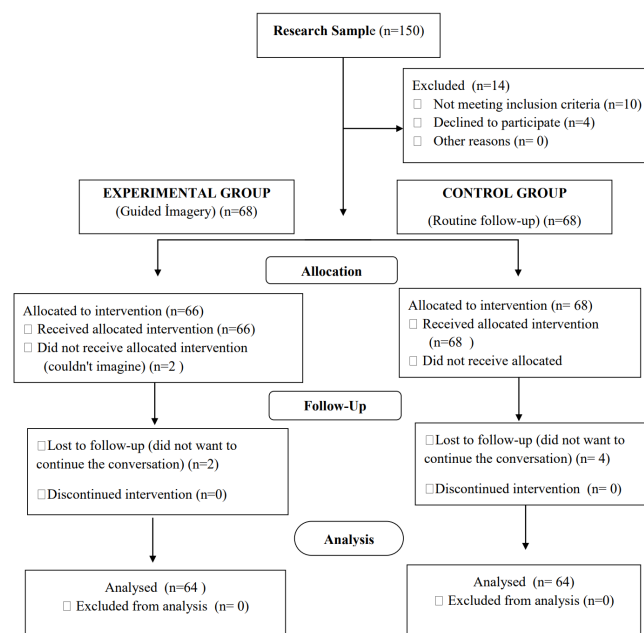 Research Sample (n=150)
Excluded (n=14)
□ Not meeting inclusion criteria (n=10)
□ Declined to participate (n=4)
□ Other reasons (n= 0)
EXPERIMENTAL GROUP
(Guided İmagery) (n=68)
CONTROL GROUP
(Routine follow-up) (n=68)
Allocation
Allocated to intervention (n=66)
□ Received allocated intervention (n=66)
□ Did not receive allocated intervention
(couldn't imagine) (n=2 )
Allocated to intervention (n= 68)
□ Received allocated intervention
(n=68 )
□ Did not receive allocated
Follow-Up
□Lost to follow-up (did not want to
continue the conversation) (n=2)
□Discontinued intervention (n=0)
□Lost to follow-up (did not want to
continue the conversation) (n= 4)
□Discontinued intervention (n= 0)
Analysis
Analysed (n=64 )
□ Excluded from analysis (n= 0)
Analysed (n= 64)
□ Excluded from analysis (n=0)